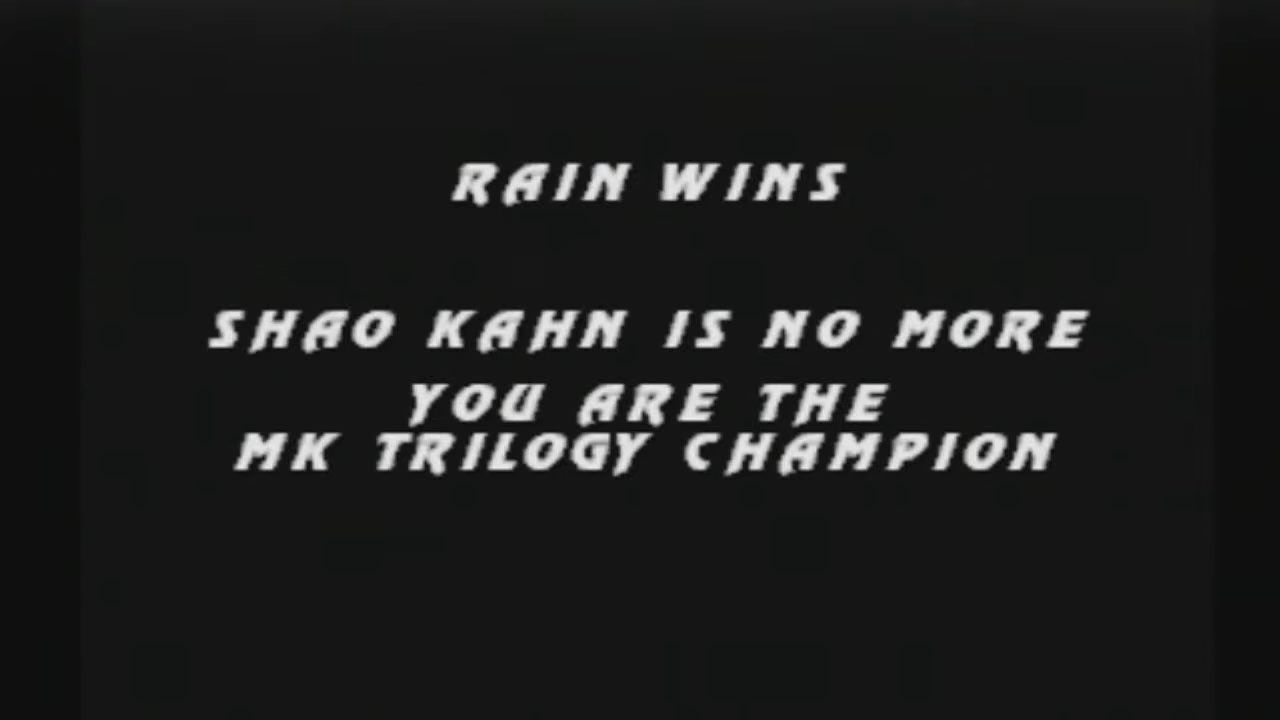 RAIN WINS
SHAO KAHN IS NO MORE
YOU ARE THE
MK TRILOGY CHAMPION